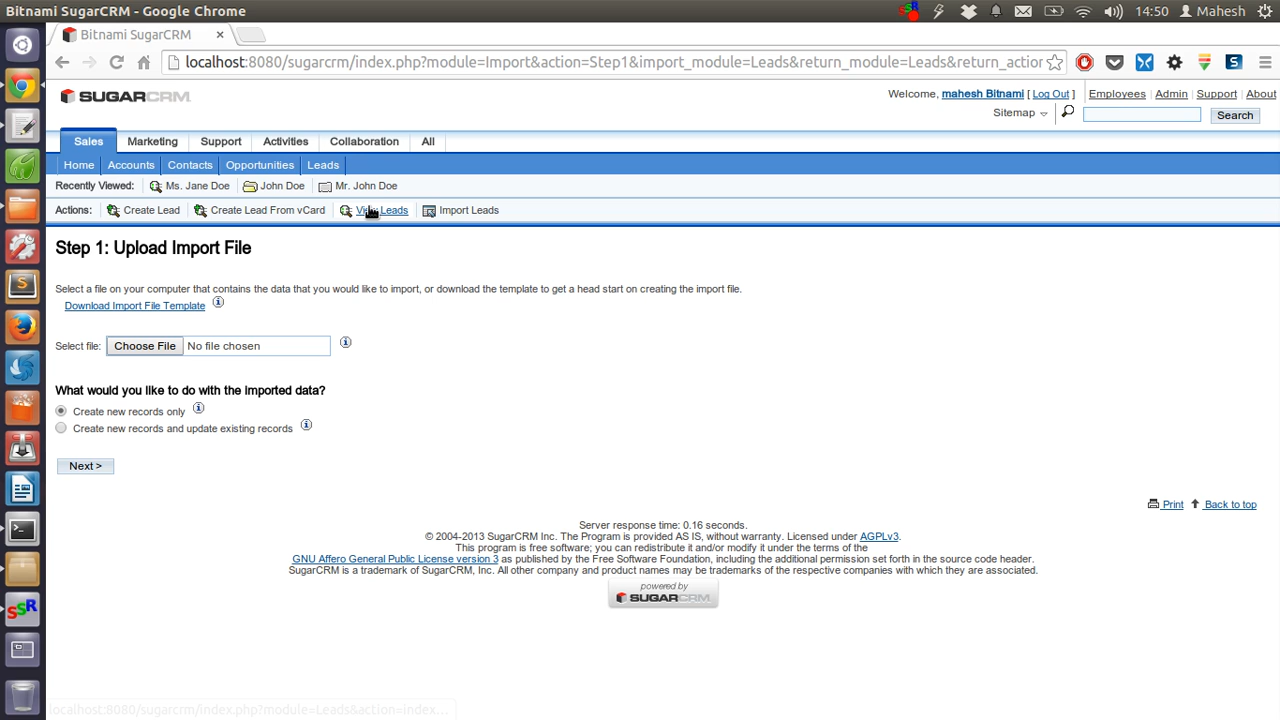 Bitnami SugarCRM - Google Chrome
14:50 Mahesh
Bitnami SugarCRM ×
localhost:8080/sugarcrm/index.php?module=Import&action=Step1&import_module=Leads&return_module=Leads&return_action
SUGARCRM
Welcome, mahesh Bitnami [ Log Out ] Employees Admin Support About
Sitemap Search
Sales Marketing Support Activities Collaboration All
Home Accounts Contacts Opportunities Leads
Recently Viewed: Ms. Jane Doe John Doe Mr. John Doe
Actions: Create Lead Create Lead From vCard View Leads Import Leads
Step 1: Upload Import File
Select a file on your computer that contains the data that you would like to import, or download the template to get a head start on creating the import file.
Download Import File Template
Select file: Choose File No file chosen
What would you like to do with the imported data?
Create new records only
Create new records and update existing records
Next >
Print Back to top
Server response time: 0.16 seconds.
© 2004-2013 SugarCRM Inc. The Program is provided AS IS, without warranty. Licensed under AGPLv3.
This program is free software; you can redistribute it and/or modify it under the terms of the
GNU Affero General Public License version 3 as published by the Free Software Foundation, including the additional permission set forth in the source code header.
SugarCRM is a trademark of SugarCRM, Inc. All other company and product names may be trademarks of the respective companies with which they are associated.
powered by
SUGARCRM
SSR
localhost:8080/sugarcrm/index.php?module=Leads&action=index...